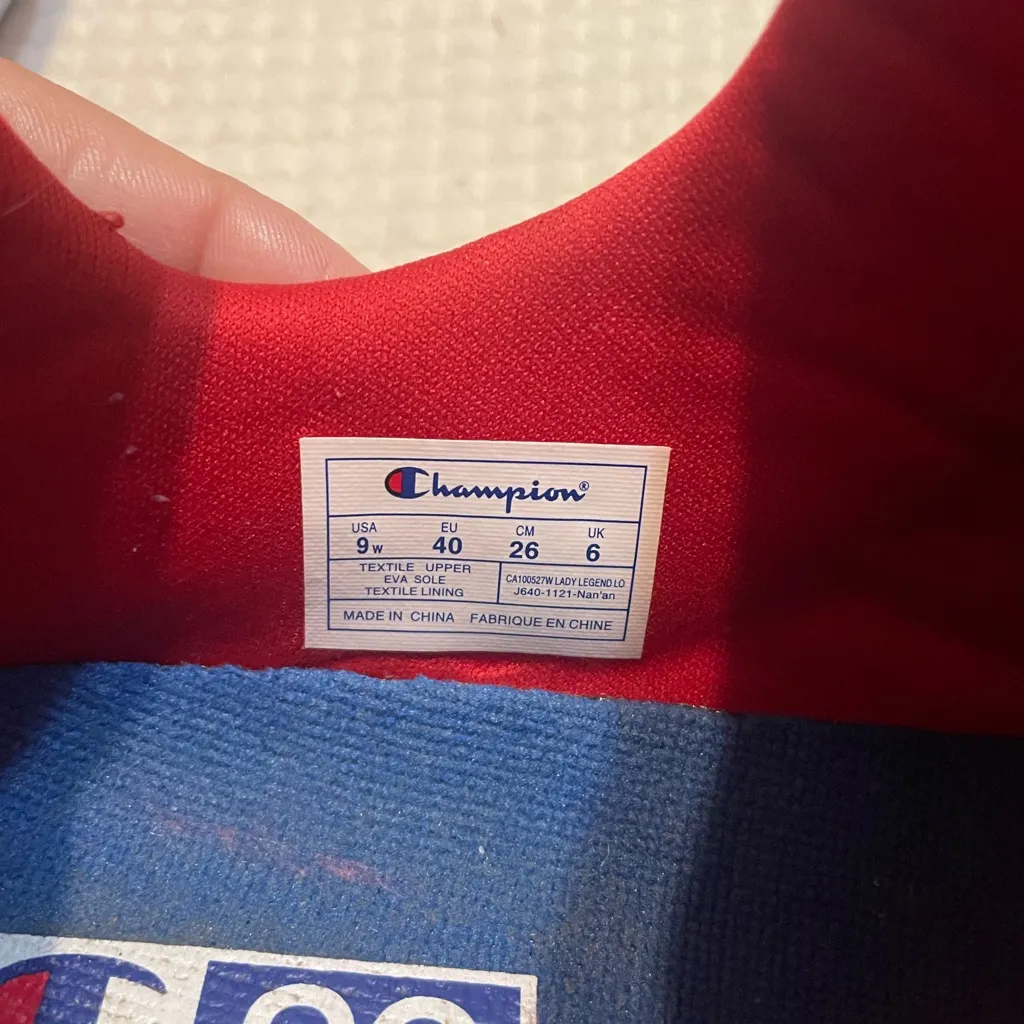 Champion®
USA EU CM UK
9w 40 26 6
TEXTILE UPPER
EVA SOLE
TEXTILE LINING
CA100527W LADY LEGEND LO
J640-1121-Nan'an
MADE IN CHINA FABRIQUE EN CHINE